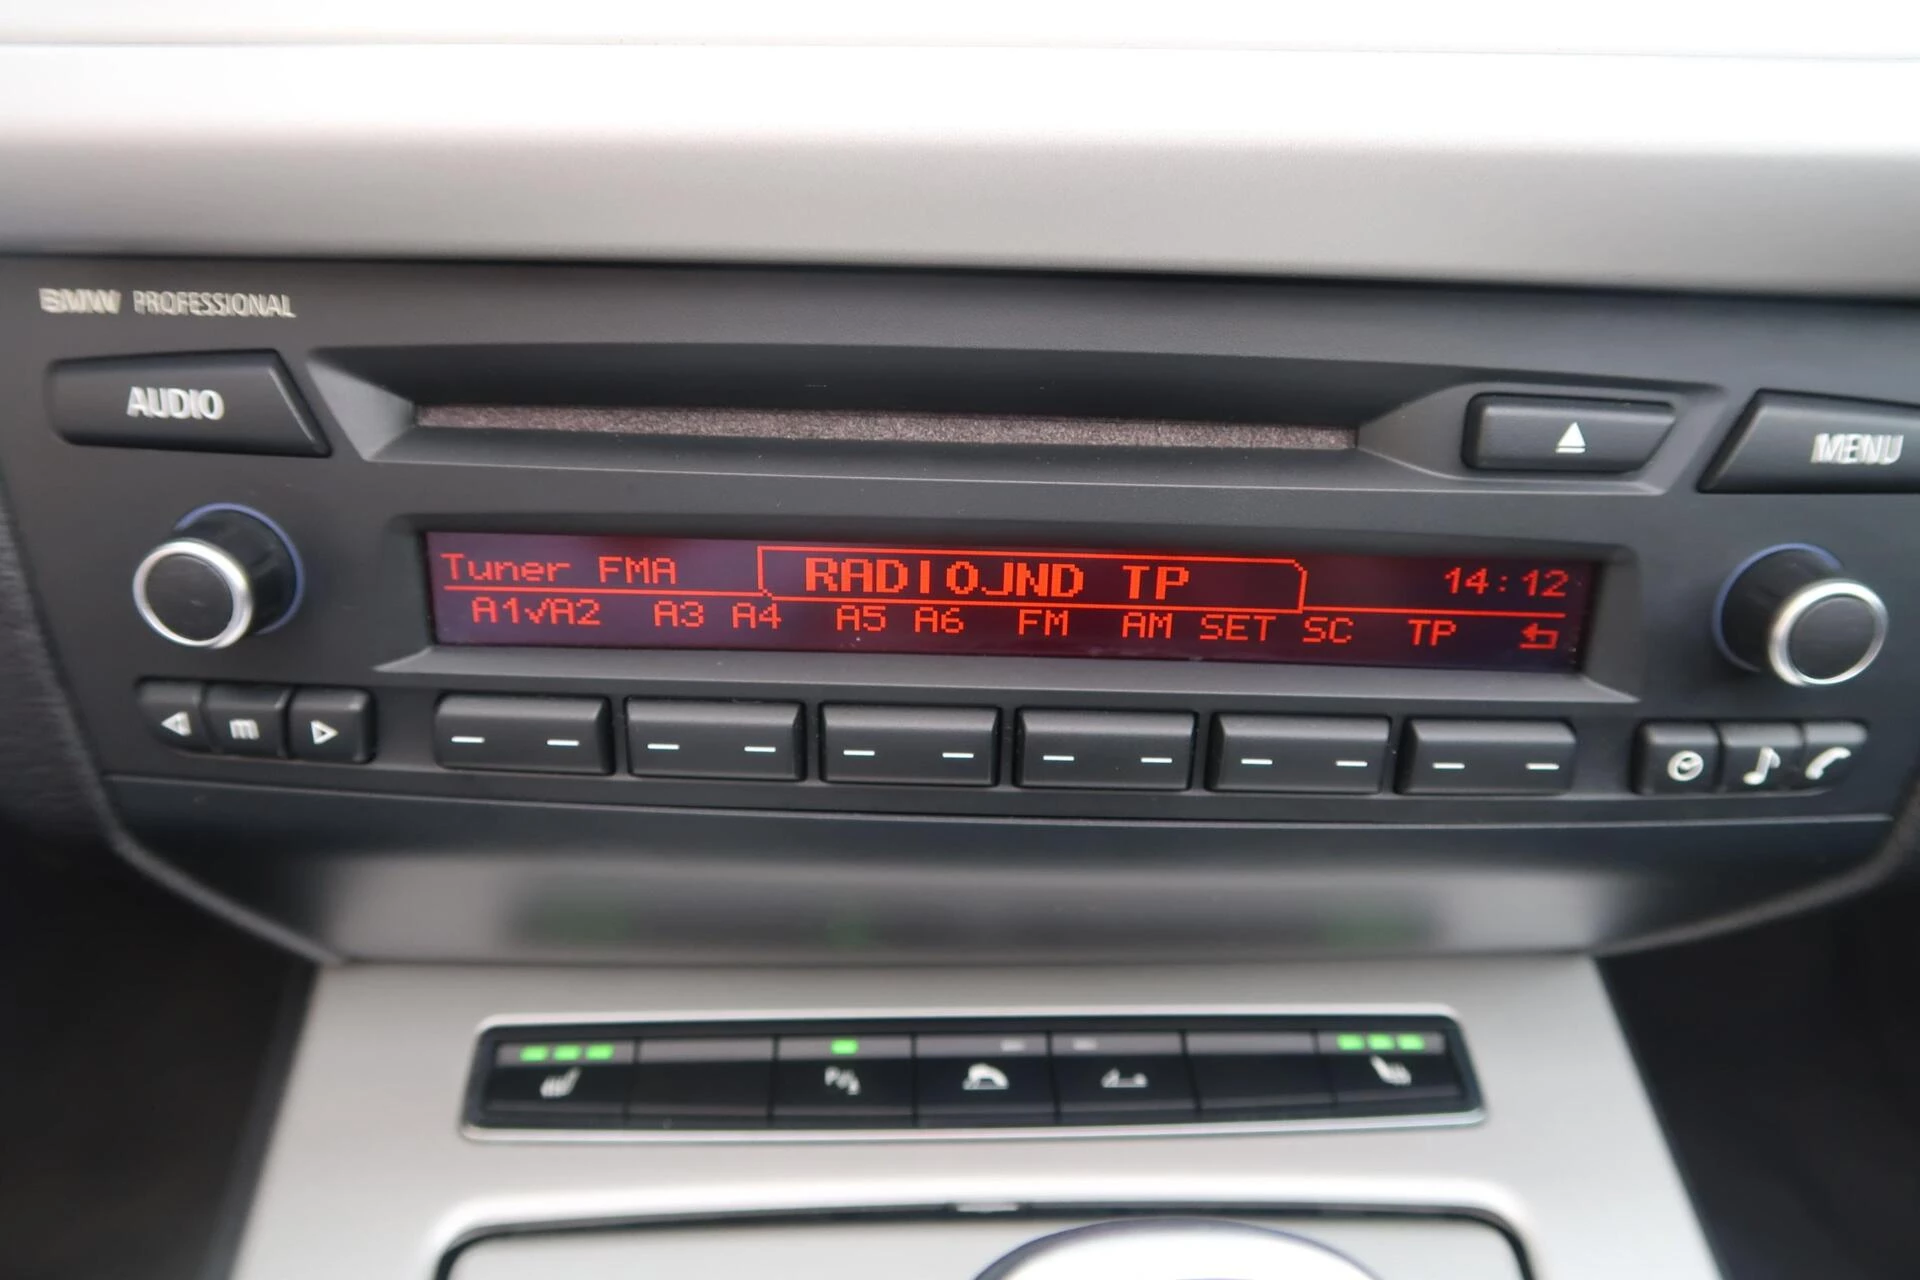 BMW PROFESSIONAL
AUDIO
MENU
Tuner FMA RADIOJND TP 14:12
A1√A2 A3 A4 A5 A6 FM AM SET SC TP
m